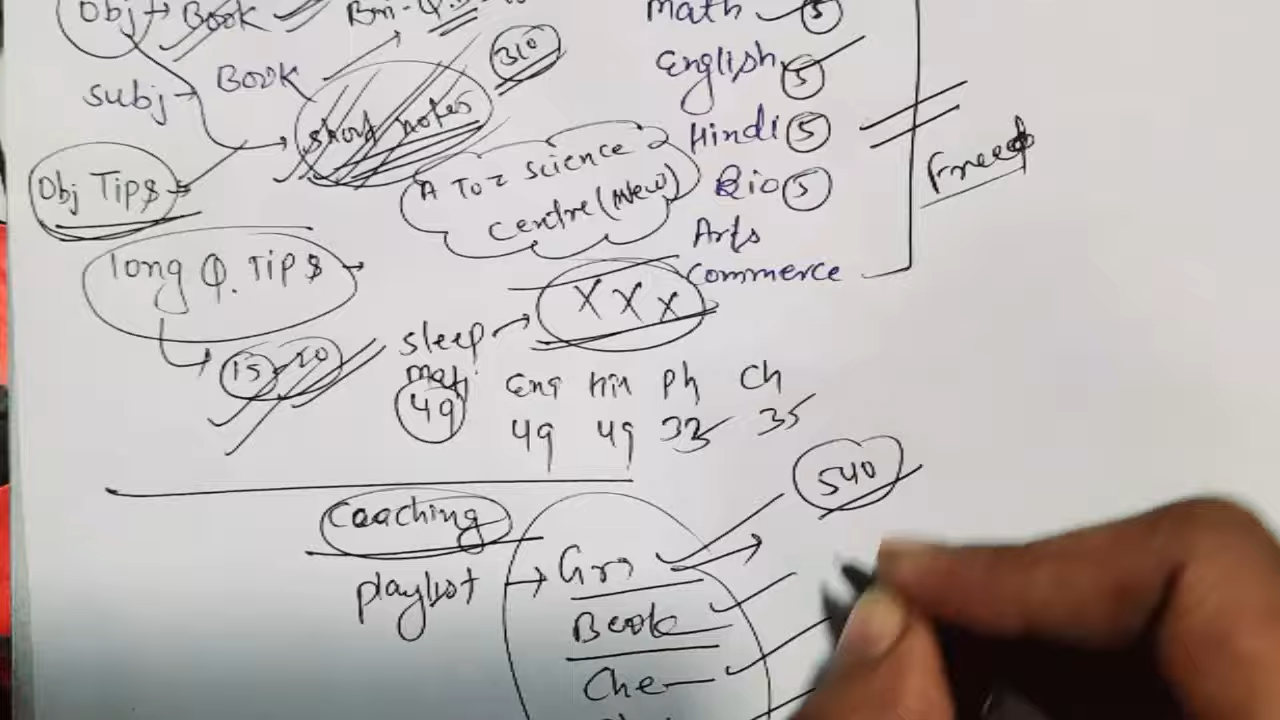 Obj → Book
Math 5
Subj → Book
310
English 5
short notes
Hindi 5
Obj Tips
A To z Science
Centre (New)
Bio 5
Free
Arts
Commerce
long Q. Tips
X X X
15-20
sleep
Math Eng Hin Ph Ch
49 49 49 33 35
540
Coaching
playlist → Grs
Book
Che